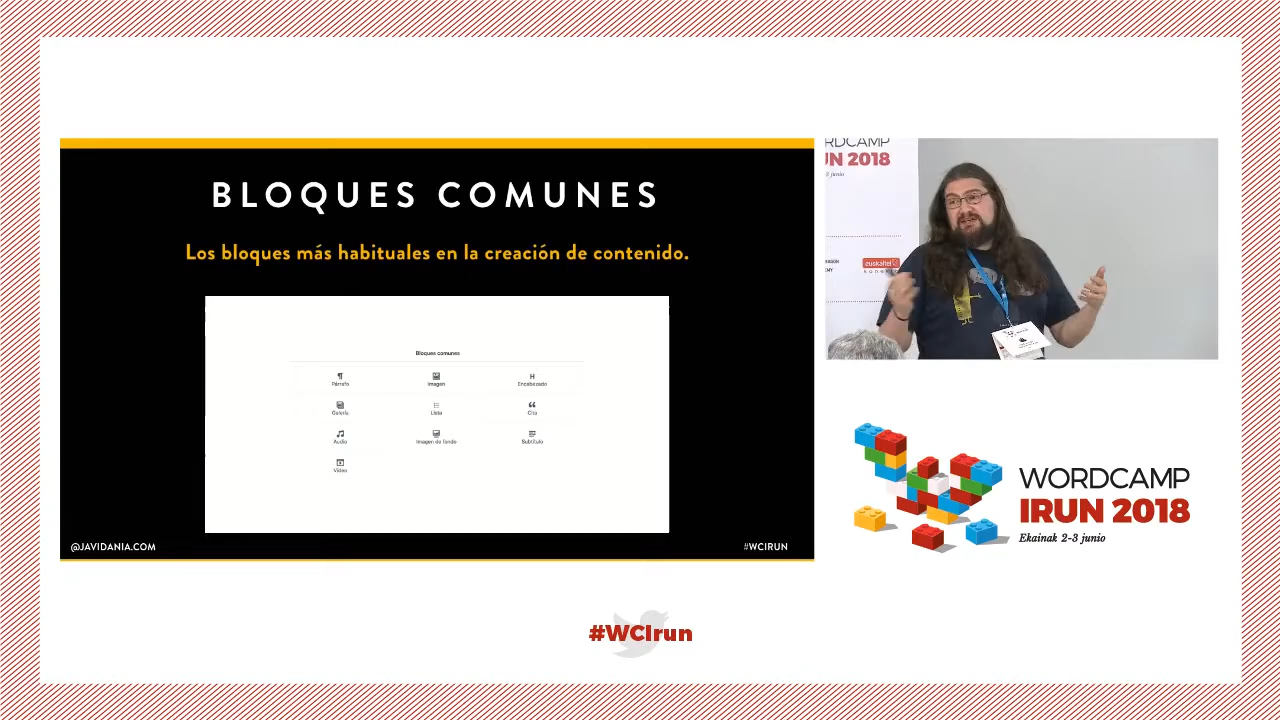 BLOQUES COMUNES
Los bloques más habituales en la creación de contenido.
Bloques comunes
Párrafo
Imagen
Encabezado
Galería
Lista
Cita
Audio
Imagen de fondo
Subtítulo
Vídeo
@JAVIDANIA.COM
#WCIRUN
RDCAMP
UN 2018
junio
euskaltel
WORDCAMP
IRUN 2018
Ekainak 2-3 junio
#WCIrun